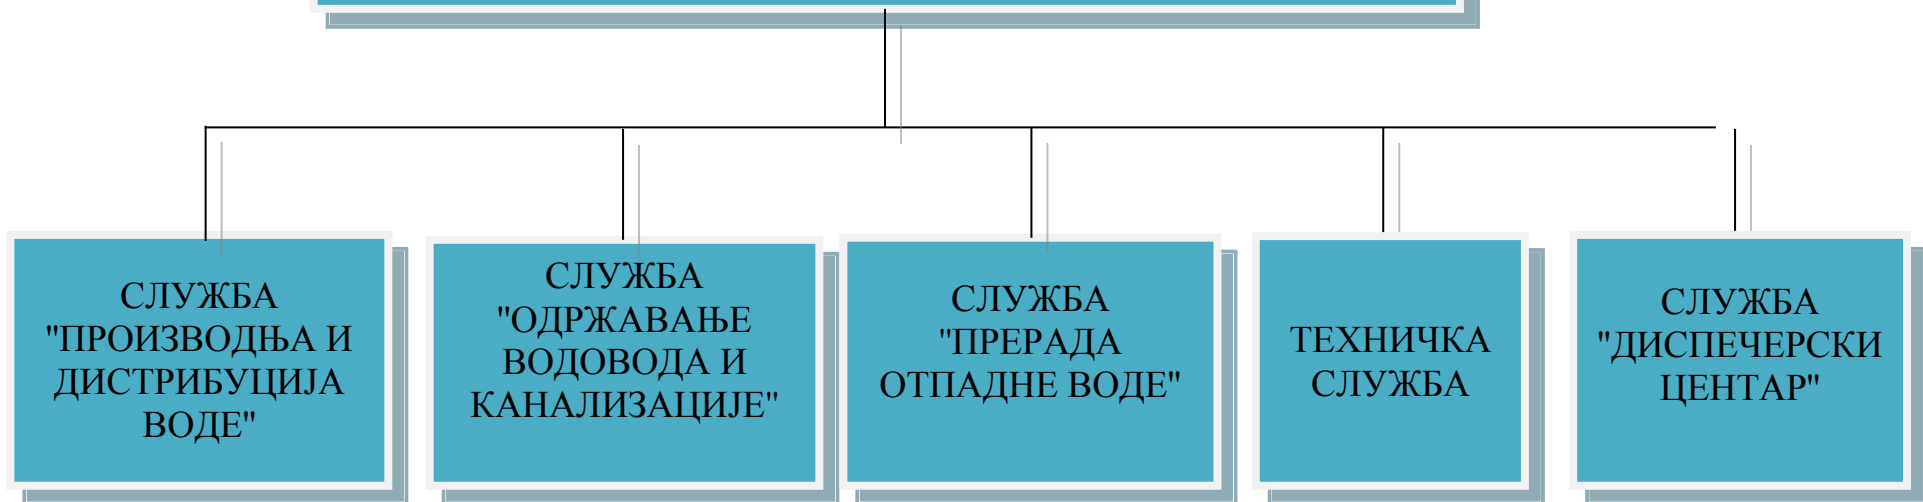 СЛУЖБА
"ПРОИЗВОДЊА И
ДИСТРИБУЦИЈА
ВОДЕ"
СЛУЖБА
"ОДРЖАВАЊЕ
ВОДОВОДА И
КАНАЛИЗАЦИЈЕ"
СЛУЖБА
"ПРЕРАДА
ОТПАДНЕ ВОДЕ"
ТЕХНИЧКА
СЛУЖБА
СЛУЖБА
"ДИСПЕЧЕРСКИ
ЦЕНТАР"